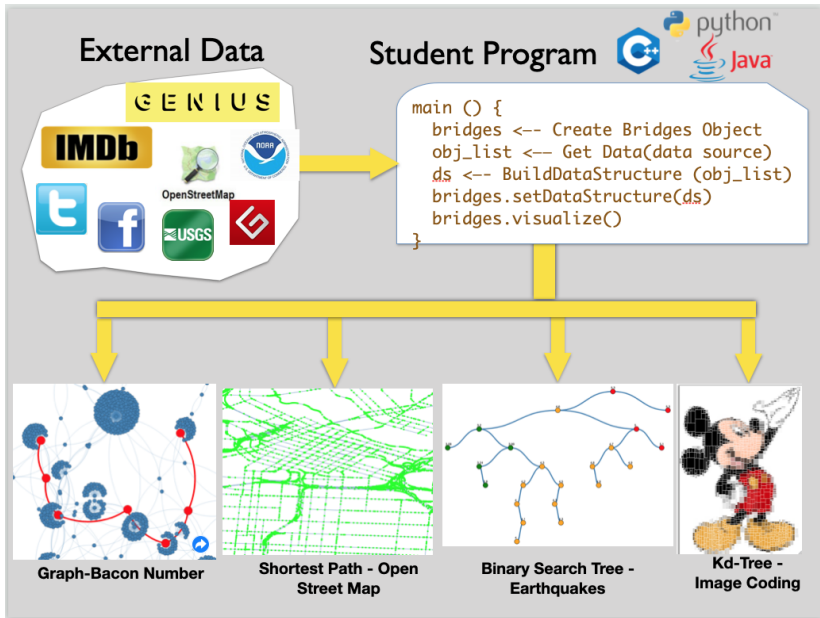 External Data
Student Program
python
C++
Java
GENIUS
IMDb
NOAA
OpenStreetMap
USGS
main () {
bridges <-- Create Bridges Object
obj_list <-- Get Data(data source)
ds <-- BuildDataStructure (obj_list)
bridges.setDataStructure(ds)
bridges.visualize()
}
Graph-Bacon Number
Shortest Path - Open
Street Map
Binary Search Tree -
Earthquakes
Kd-Tree -
Image Coding